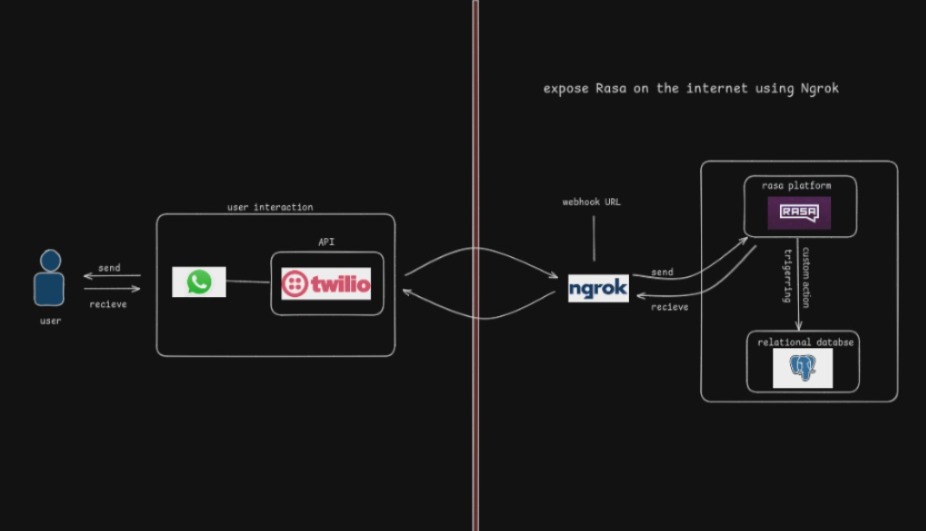 expose Rasa on the internet using Ngrok
user interaction
API
twilio
send
recieve
user
webhook URL
ngrok
send
recieve
rasa platform
RASA
custom action
trigerring
relational databse